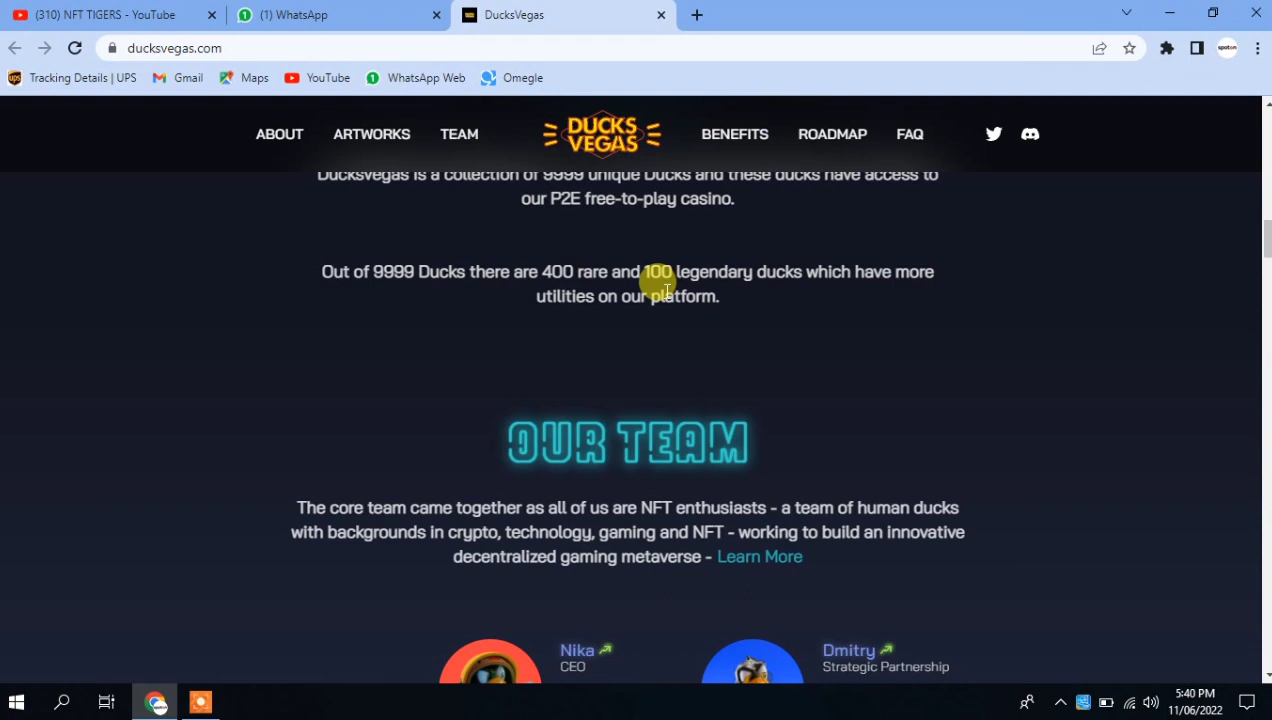 (310) NFT TIGERS - YouTube
(1) WhatsApp
DucksVegas
ducksvegas.com
spoton
Tracking Details | UPS
Gmail
Maps
YouTube
WhatsApp Web
Omegle
ABOUT
ARTWORKS
TEAM
DUCKS
VEGAS
BENEFITS
ROADMAP
FAQ
Ducksvegas is a collection of 9999 unique Ducks and these ducks have access to
our P2E free-to-play casino.
Out of 9999 Ducks there are 400 rare and 100 legendary ducks which have more
utilities on our platform.
OUR TEAM
The core team came together as all of us are NFT enthusiasts - a team of human ducks
with backgrounds in crypto, technology, gaming and NFT - working to build an innovative
decentralized gaming metaverse - Learn More
Nika
CEO
Dmitry
Strategic Partnership
5:40 PM
11/06/2022